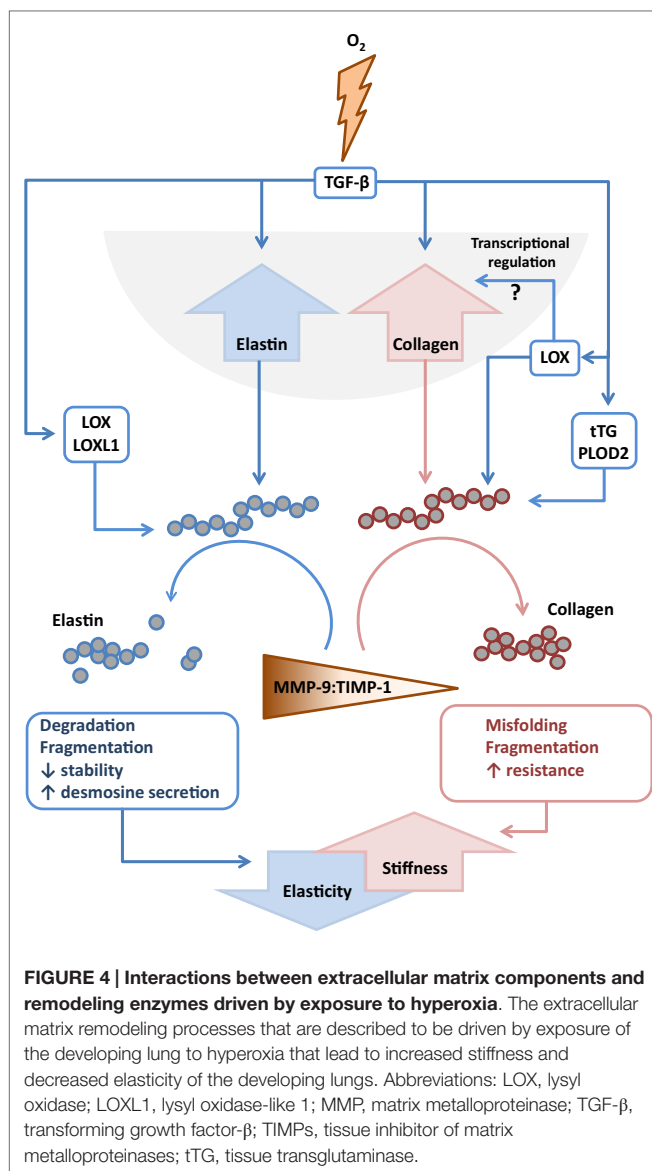 O₂
TGF-β
Transcriptional
regulation
?
Elastin
Collagen
LOX
LOX
LOXL1
tTG
PLOD2
Elastin
Collagen
MMP-9:TIMP-1
Degradation
Fragmentation
↓ stability
↑ desmosine secretion
Misfolding
Fragmentation
↑ resistance
Stiffness
Elasticity
FIGURE 4 | Interactions between extracellular matrix components and
remodeling enzymes driven by exposure to hyperoxia. The extracellular
matrix remodeling processes that are described to be driven by exposure of
the developing lung to hyperoxia that lead to increased stiffness and
decreased elasticity of the developing lungs. Abbreviations: LOX, lysyl
oxidase; LOXL1, lysyl oxidase-like 1; MMP, matrix metalloproteinase; TGF-β,
transforming growth factor-β; TIMPs, tissue inhibitor of matrix
metalloproteinases; tTG, tissue transglutaminase.